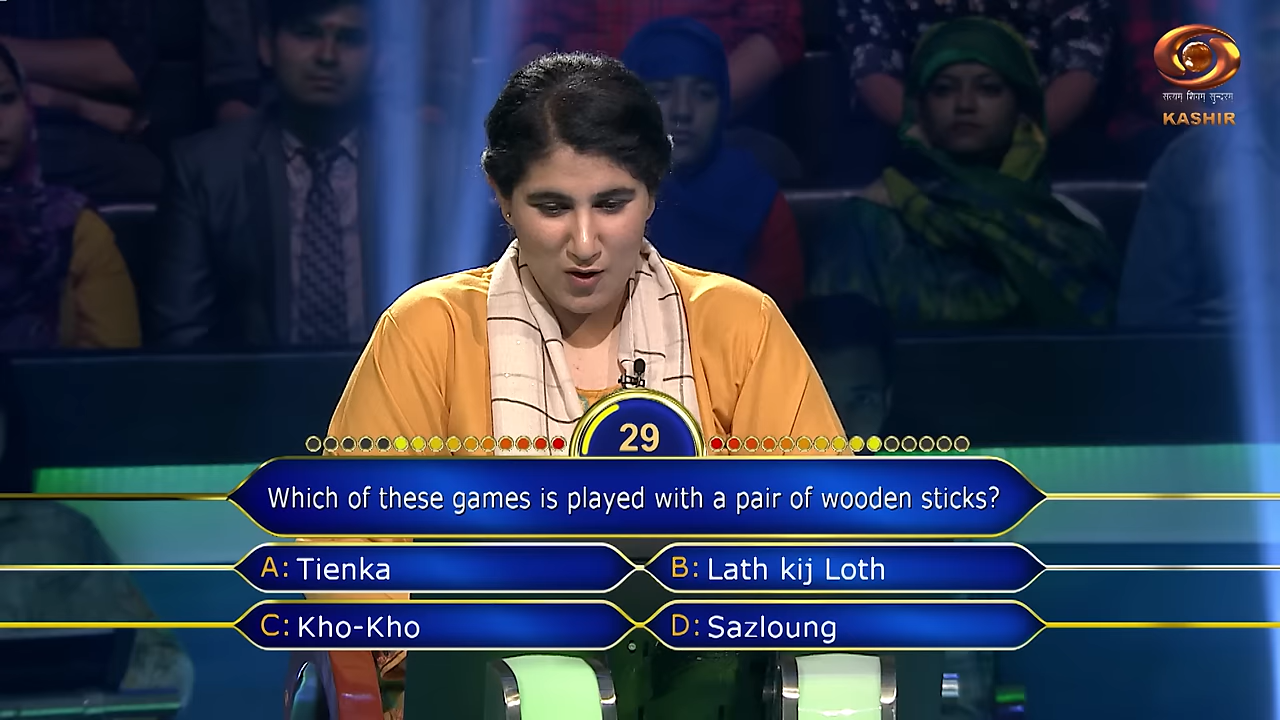 सत्यम् शिवम् सुन्दरम्
KASHIR
29
Which of these games is played with a pair of wooden sticks?
A: Tienka
B: Lath kij Loth
C: Kho-Kho
D: Sazloung